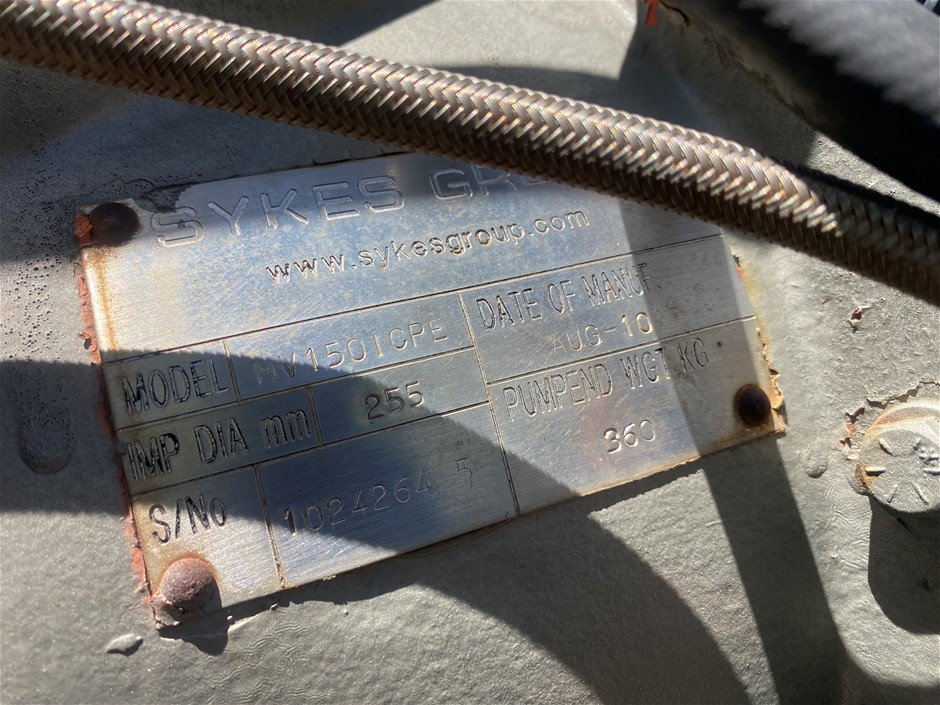 SYKES
www.sykesgroup.com
MODEL MV150ICPE DATE OF MANUF.
AUG-10
IMP DIA mm 255 PUMPEND WGT KG
360
S/No 1024264 5